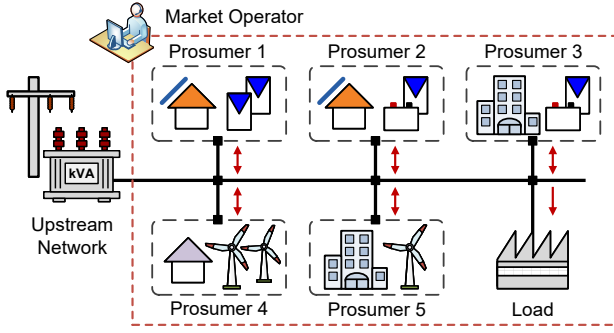 Market Operator
Prosumer 1
Prosumer 2
Prosumer 3
kVA
Upstream
Network
Prosumer 4
Prosumer 5
Load